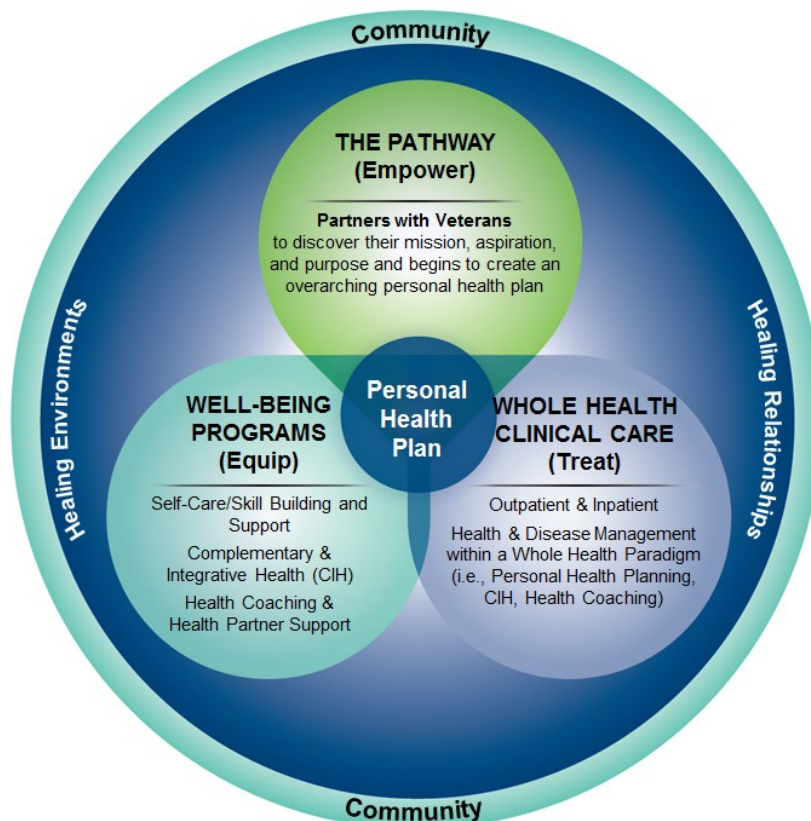 Community
THE PATHWAY
(Empower)
Partners with Veterans
to discover their mission, aspiration,
and purpose and begins to create an
overarching personal health plan
Healing Environments
Healing Relationships
Personal
Health
Plan
WELL-BEING
PROGRAMS
(Equip)
Self-Care/Skill Building and
Support
Complementary &
Integrative Health (CIH)
Health Coaching &
Health Partner Support
WHOLE HEALTH
CLINICAL CARE
(Treat)
Outpatient & Inpatient
Health & Disease Management
within a Whole Health Paradigm
(i.e., Personal Health Planning,
CIH, Health Coaching)
Community